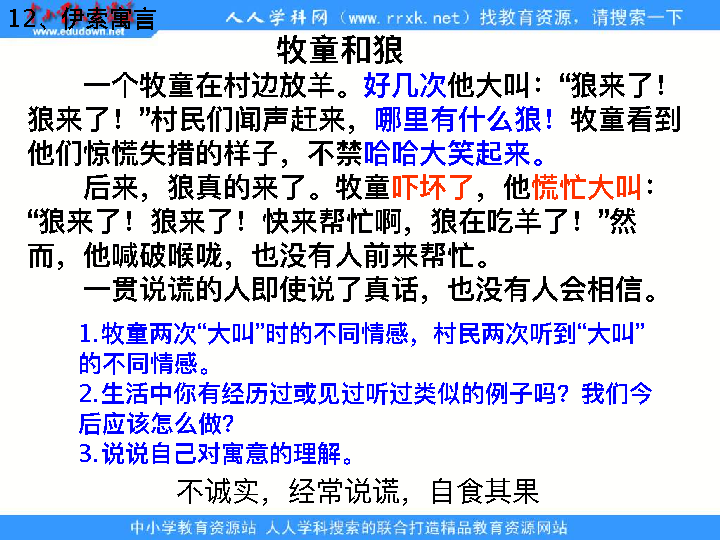 12、伊索寓言
www.edudown.net
人人学科网（www.rrxk.net）找教育资源，请搜索一下
牧童和狼
一个牧童在村边放羊。好几次他大叫：“狼来了！
狼来了！”村民们闻声赶来，哪里有什么狼！牧童看到
他们惊慌失措的样子，不禁哈哈大笑起来。
后来，狼真的来了。牧童吓坏了，他慌忙大叫：
“狼来了！狼来了！快来帮忙啊，狼在吃羊了！”然
而，他喊破喉咙，也没有人前来帮忙。
一贯说谎的人即使说了真话，也没有人会相信。
1.牧童两次“大叫”时的不同情感，村民两次听到“大叫”
的不同情感。
2.生活中你有经历过或见过听过类似的例子吗？我们今
后应该怎么做？
3.说说自己对寓意的理解。
不诚实，经常说谎，自食其果
中小学教育资源站 人人学科搜索的联合打造精品教育资源网站